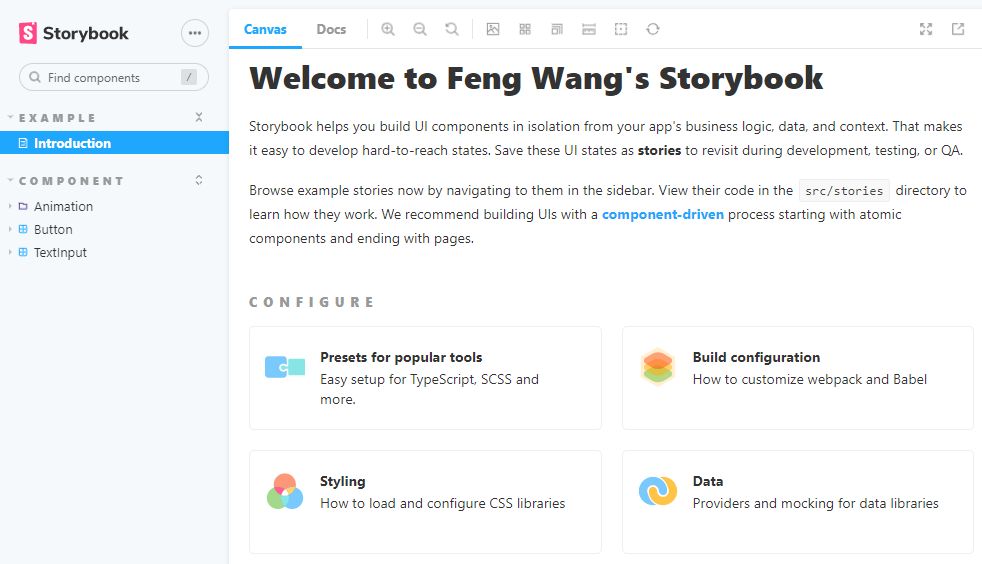 Storybook
Find components
/
EXAMPLE
Introduction
COMPONENT
Animation
Button
TextInput
Canvas
Docs
Welcome to Feng Wang's Storybook
Storybook helps you build UI components in isolation from your app's business logic, data, and context. That makes
it easy to develop hard-to-reach states. Save these UI states as stories to revisit during development, testing, or QA.
Browse example stories now by navigating to them in the sidebar. View their code in the src/stories directory to
learn how they work. We recommend building UIs with a component-driven process starting with atomic
components and ending with pages.
CONFIGURE
Presets for popular tools
Easy setup for TypeScript, SCSS and
more.
Build configuration
How to customize webpack and Babel
Styling
How to load and configure CSS libraries
Data
Providers and mocking for data libraries